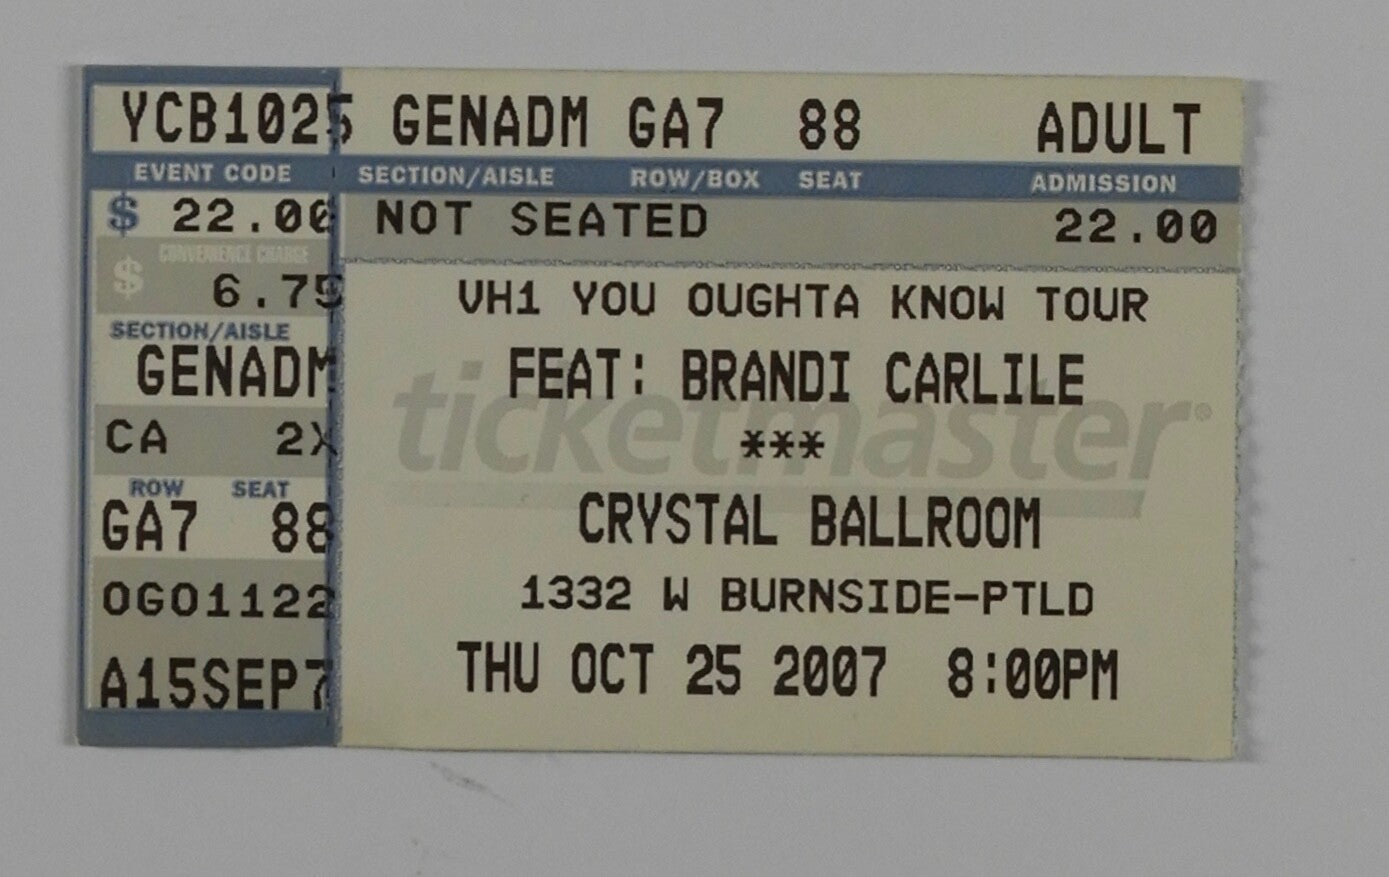 YCB1025 GENADM GA7 88 ADULT
EVENT CODE SECTION/AISLE ROW/BOX SEAT ADMISSION
$ 22.00 NOT SEATED 22.00
CONVENIENCE CHARGE
$ 6.75
VH1 YOU OUGHTA KNOW TOUR
SECTION/AISLE
GENADM
FEAT: BRANDI CARLILE
ticketmaster®
CA 2X
***
ROW SEAT
GA7 88
CRYSTAL BALLROOM
OGO1122
1332 W BURNSIDE-PTLD
A15SEP7
THU OCT 25 2007 8:00PM